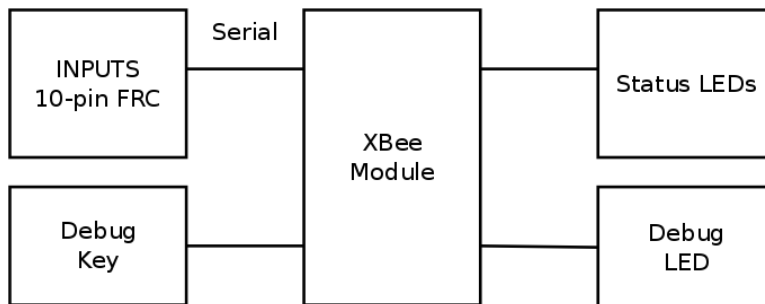 Serial
INPUTS
10-pin FRC
XBee
Module
Status LEDs
Debug
Key
Debug
LED